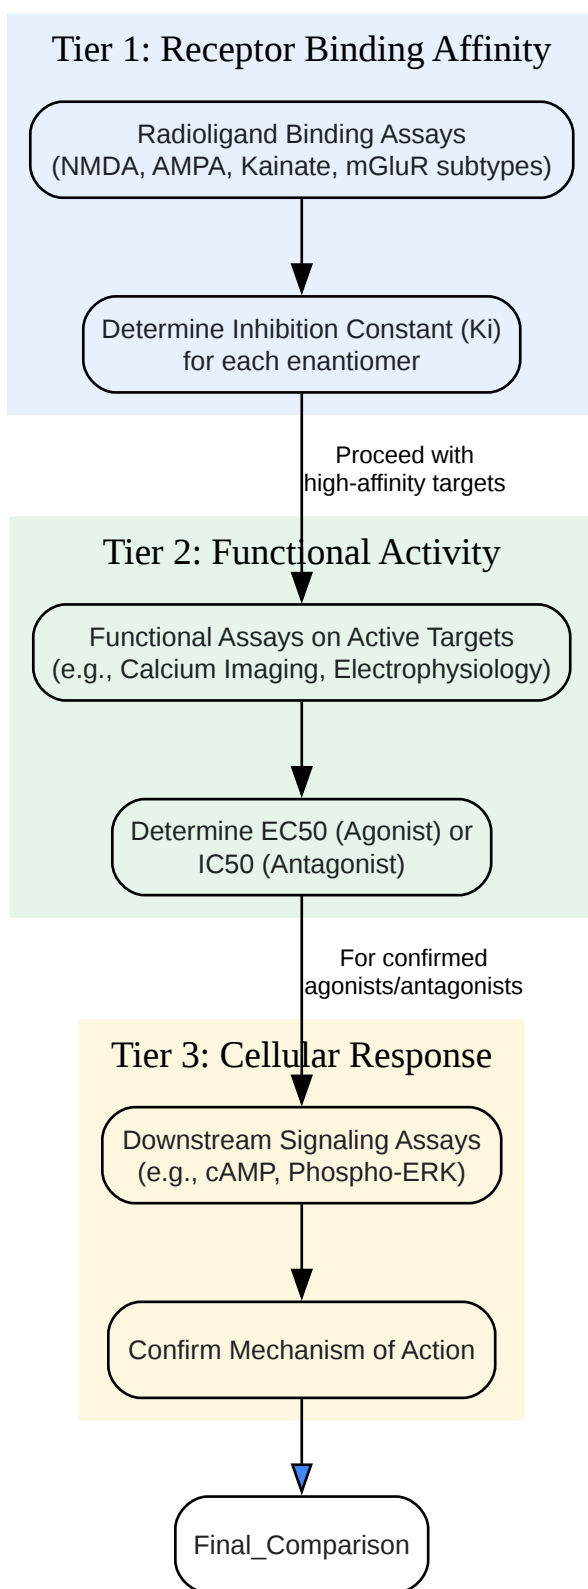 Tier 1: Receptor Binding Affinity
Radioligand Binding Assays
(NMDA, AMPA, Kainate, mGluR subtypes)
Determine Inhibition Constant (Ki)
for each enantiomer
Proceed with
high-affinity targets
Tier 2: Functional Activity
Functional Assays on Active Targets
(e.g., Calcium Imaging, Electrophysiology)
Determine EC50 (Agonist) or
IC50 (Antagonist)
For confirmed
agonists/antagonists
Tier 3: Cellular Response
Downstream Signaling Assays
(e.g., cAMP, Phospho-ERK)
Confirm Mechanism of Action
Final_Comparison